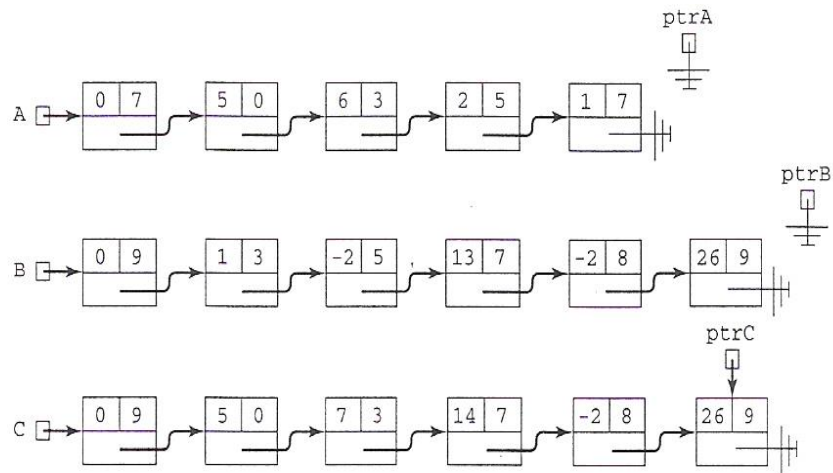 ptrA
A 0 7 5 0 6 3 2 5 1 7
ptrB
B 0 9 1 3 -2 5 13 7 -2 8 26 9
ptrC
C 0 9 5 0 7 3 14 7 -2 8 26 9